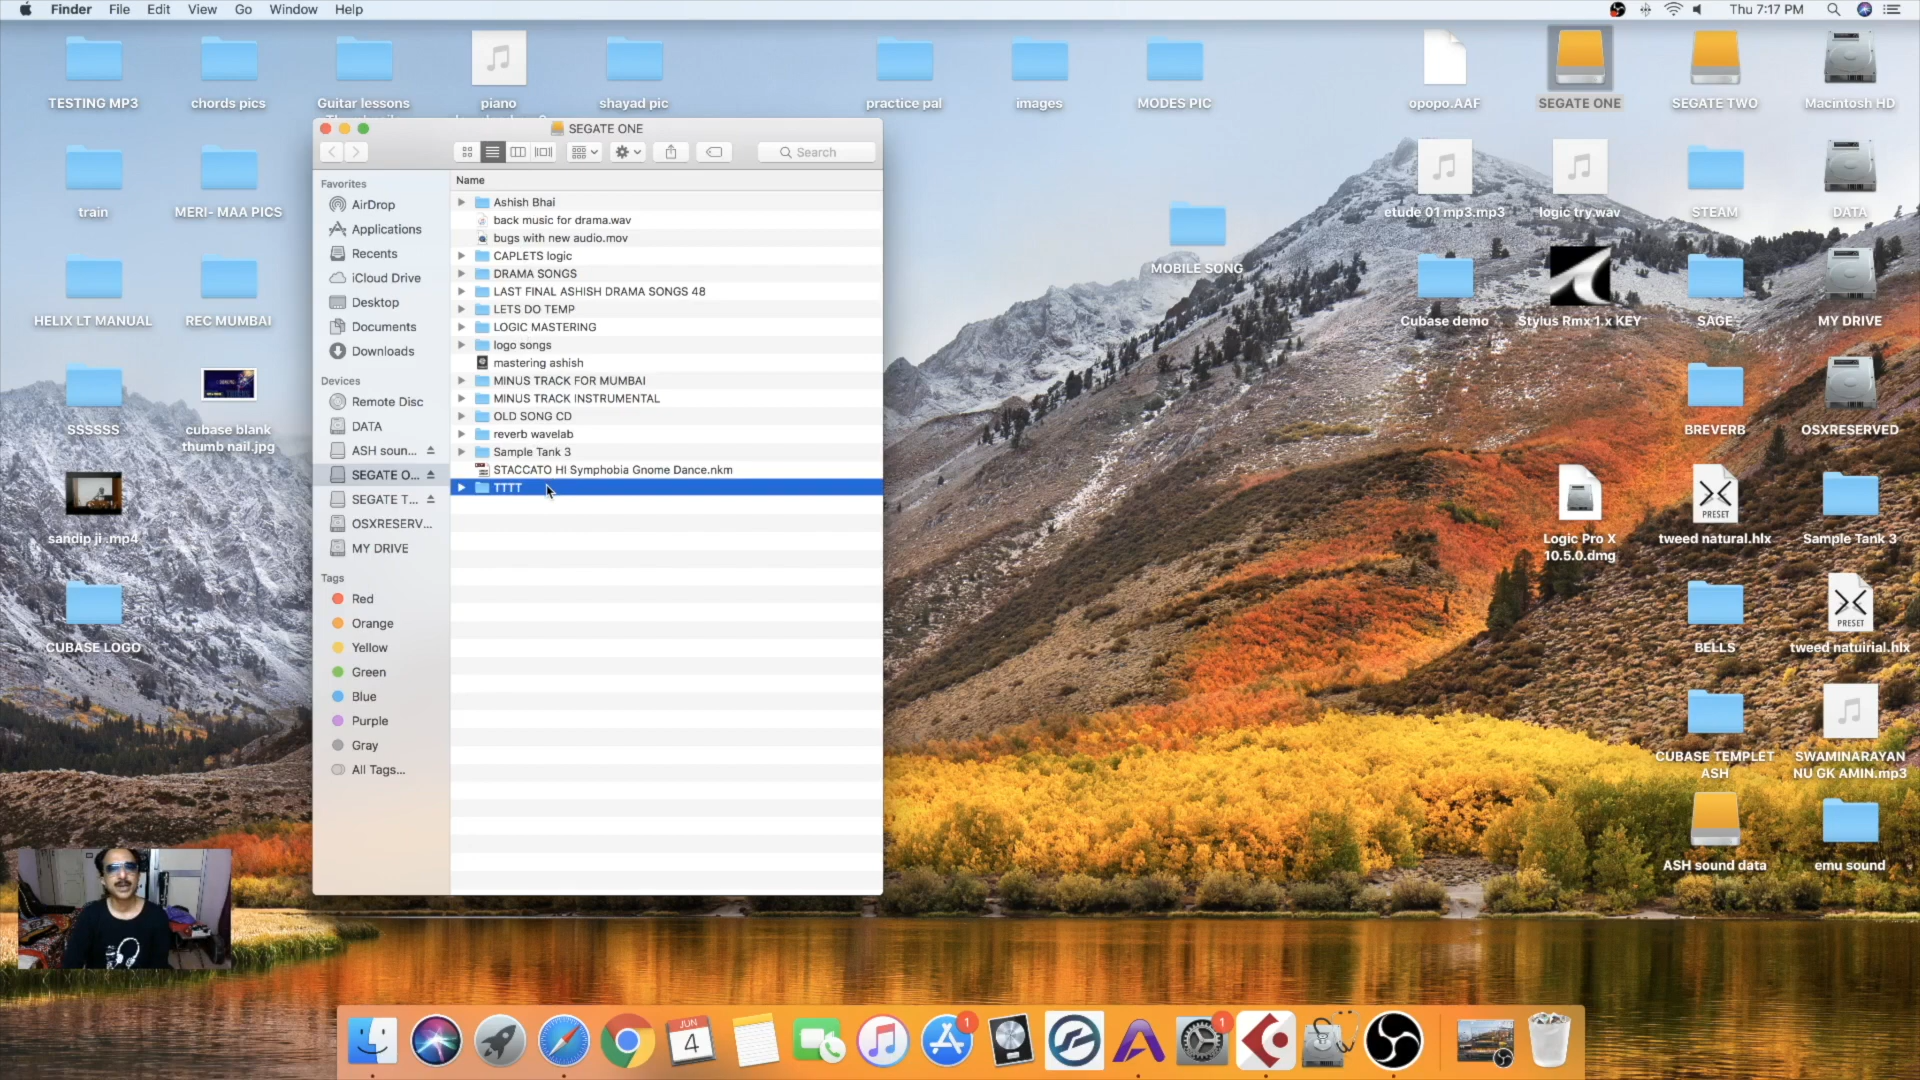 Finder File Edit View Go Window Help
Thu 7:17 PM
TESTING MP3
chords pics
Guitar lessons
piano
shayad pic
practice pal
images
MODES PIC
opopo.AAF
SEGATE ONE
SEGATE TWO
Macintosh HD
train
MERI- MAA PICS
MOBILE SONG
etude 01 mp3.mp3
logic try.wav
STEAM
DATA
HELIX LT MANUAL
REC MUMBAI
Cubase demo
Stylus Rmx 1.x KEY
SAGE
MY DRIVE
SSSSSS
cubase blank
thumb nail.jpg
BREVERB
OSXRESERVED
sandip ji .mp4
Logic Pro X
10.5.0.dmg
PRESET
tweed natural.hlx
Sample Tank 3
CUBASE LOGO
BELLS
PRESET
tweed natuirial.hlx
CUBASE TEMPLET
ASH
SWAMINARAYAN
NU GK AMIN.mp3
ASH sound data
emu sound
SEGATE ONE
Search
Favorites
AirDrop
Applications
Recents
iCloud Drive
Desktop
Documents
Downloads
Devices
Remote Disc
DATA
ASH soun...
SEGATE O...
SEGATE T...
OSXRESERV...
MY DRIVE
Tags
Red
Orange
Yellow
Green
Blue
Purple
Gray
All Tags...
Name
Ashish Bhai
back music for drama.wav
bugs with new audio.mov
CAPLETS logic
DRAMA SONGS
LAST FINAL ASHISH DRAMA SONGS 48
LETS DO TEMP
LOGIC MASTERING
logo songs
mastering ashish
MINUS TRACK FOR MUMBAI
MINUS TRACK INSTRUMENTAL
OLD SONG CD
reverb wavelab
Sample Tank 3
STACCATO HI Symphobia Gnome Dance.nkm
TTTT
JUN
4
1
1